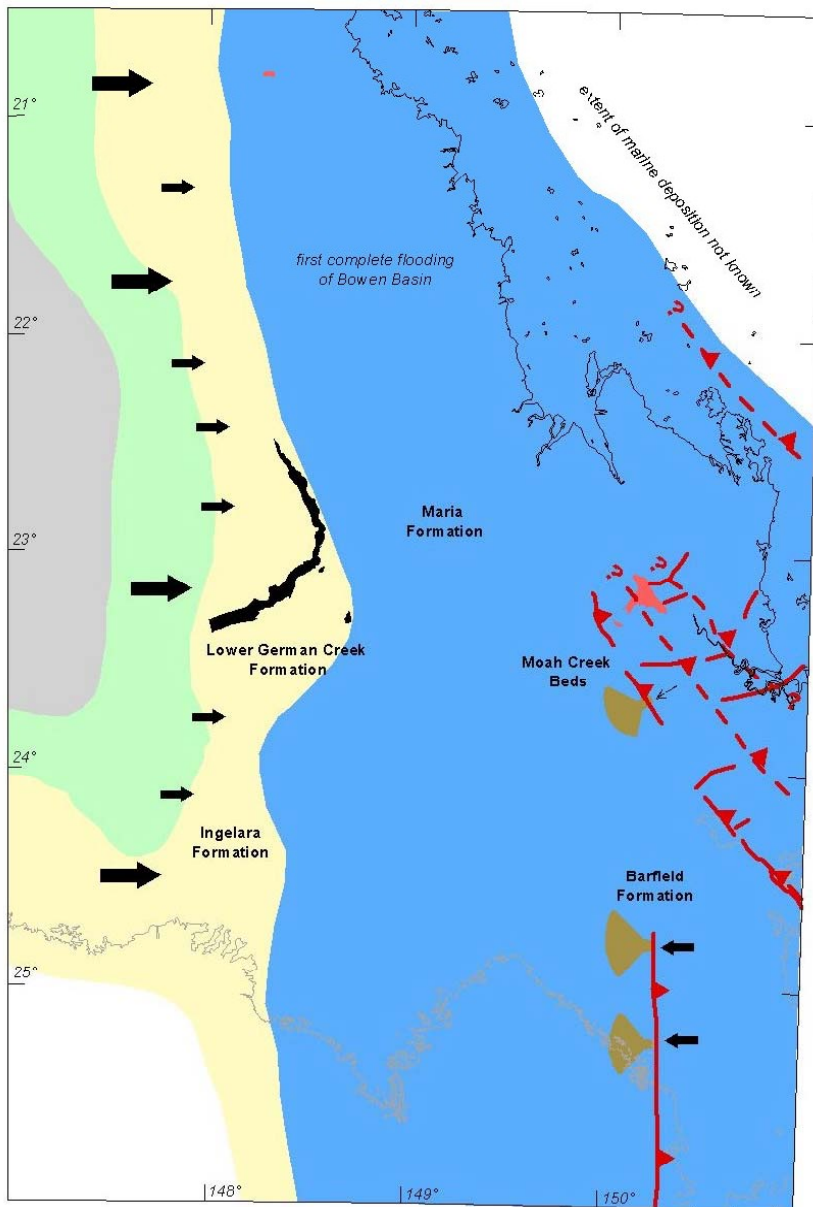 21°
extent of marine deposition not known
first complete flooding
of Bowen Basin
?
22°
Maria
Formation
23°
?
?
Lower German Creek
Formation
Moah Creek
Beds
24°
Ingelara
Formation
Barfield
Formation
25°
148°
149°
150°